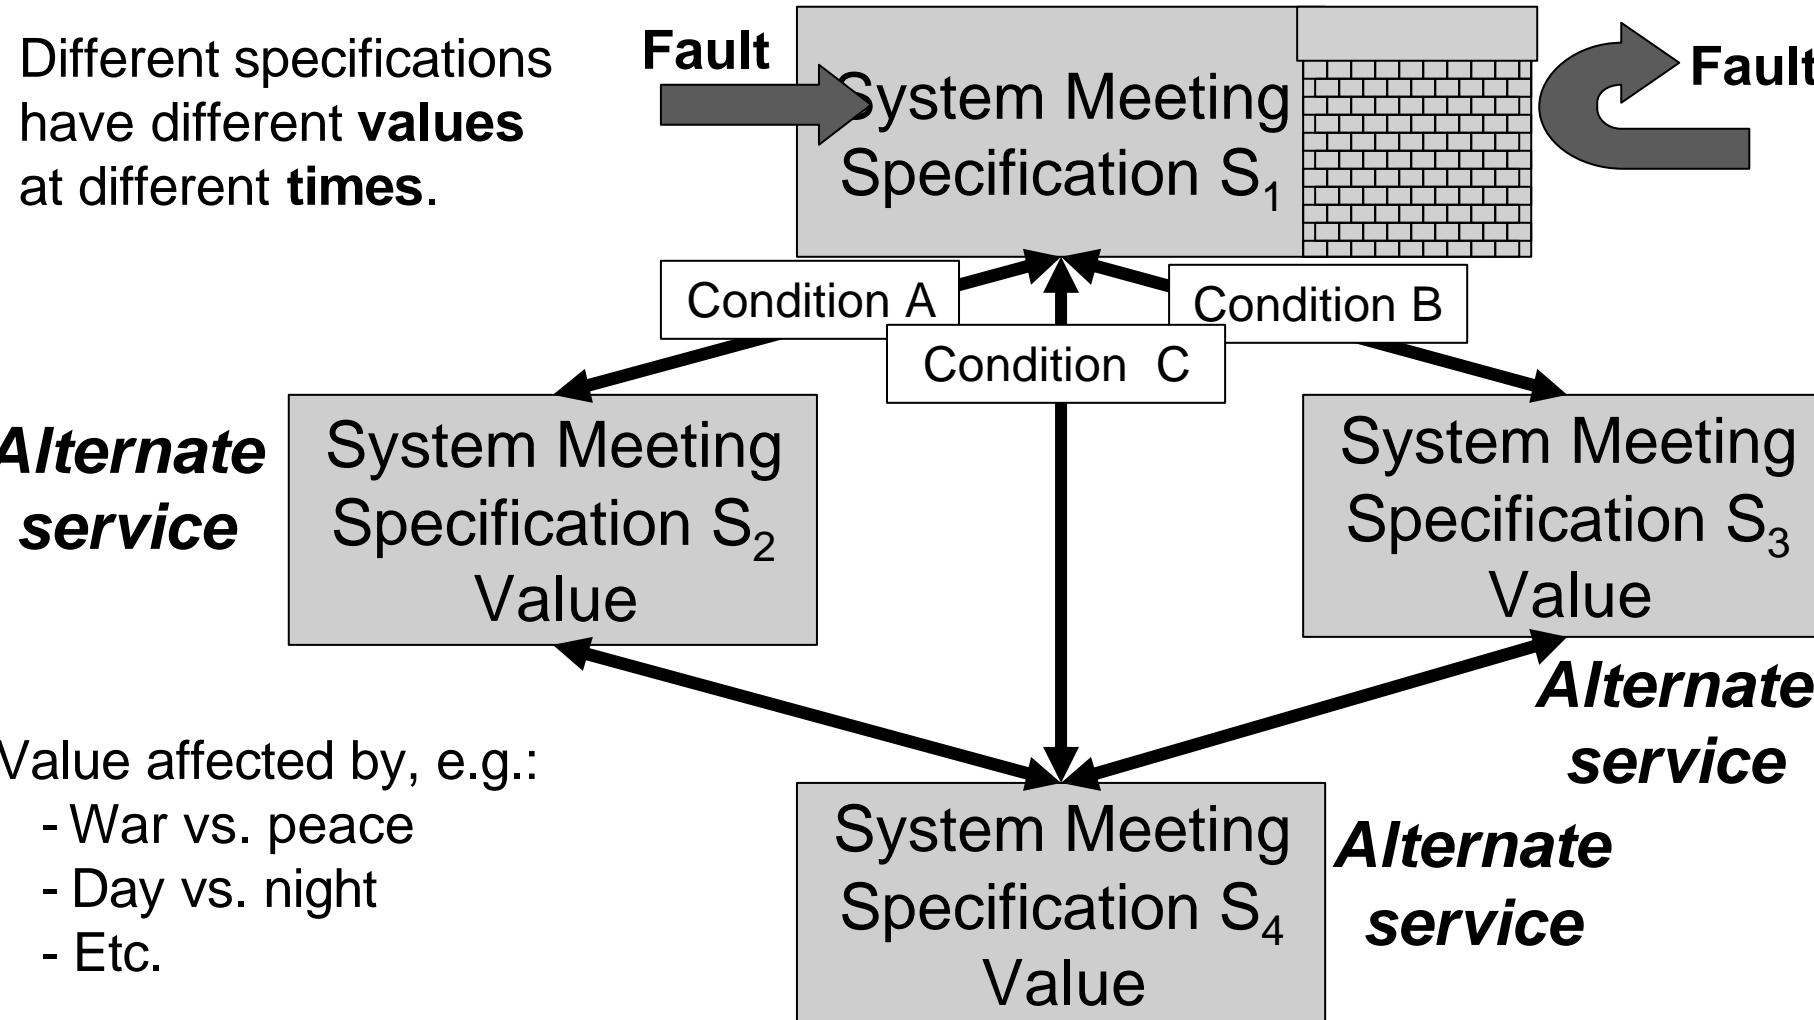 Different specifications
have different values
at different times.
Fault
System Meeting
Specification S₁
Fault
Condition A
Condition B
Condition C
Alternate
service
System Meeting
Specification S₂
Value
System Meeting
Specification S₃
Value
Alternate
service
Value affected by, e.g.:
- War vs. peace
- Day vs. night
- Etc.
System Meeting
Specification S₄
Value
Alternate
service